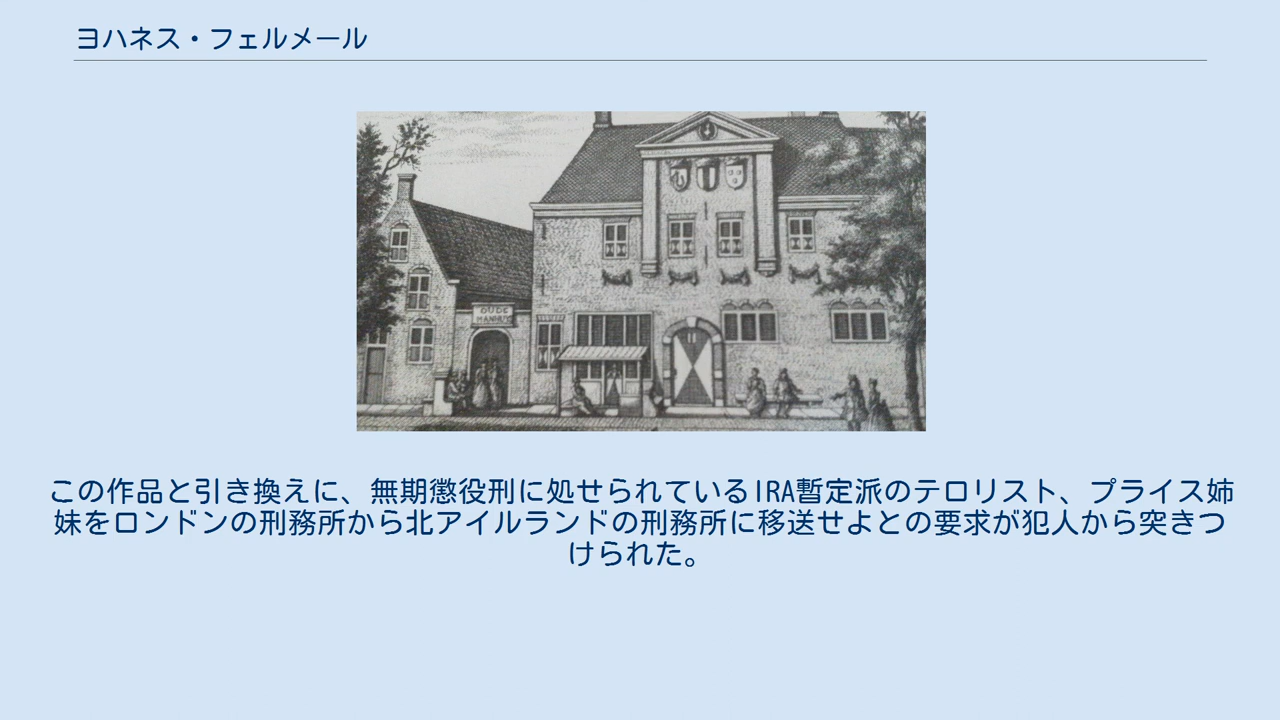 ヨハネス・フェルメール
OUDE
MANHUYS
この作品と引き換えに、無期懲役刑に処せられているIRA暫定派のテロリスト、プライス姉
妹をロンドンの刑務所から北アイルランドの刑務所に移送せよとの要求が犯人から突きつ
けられた。